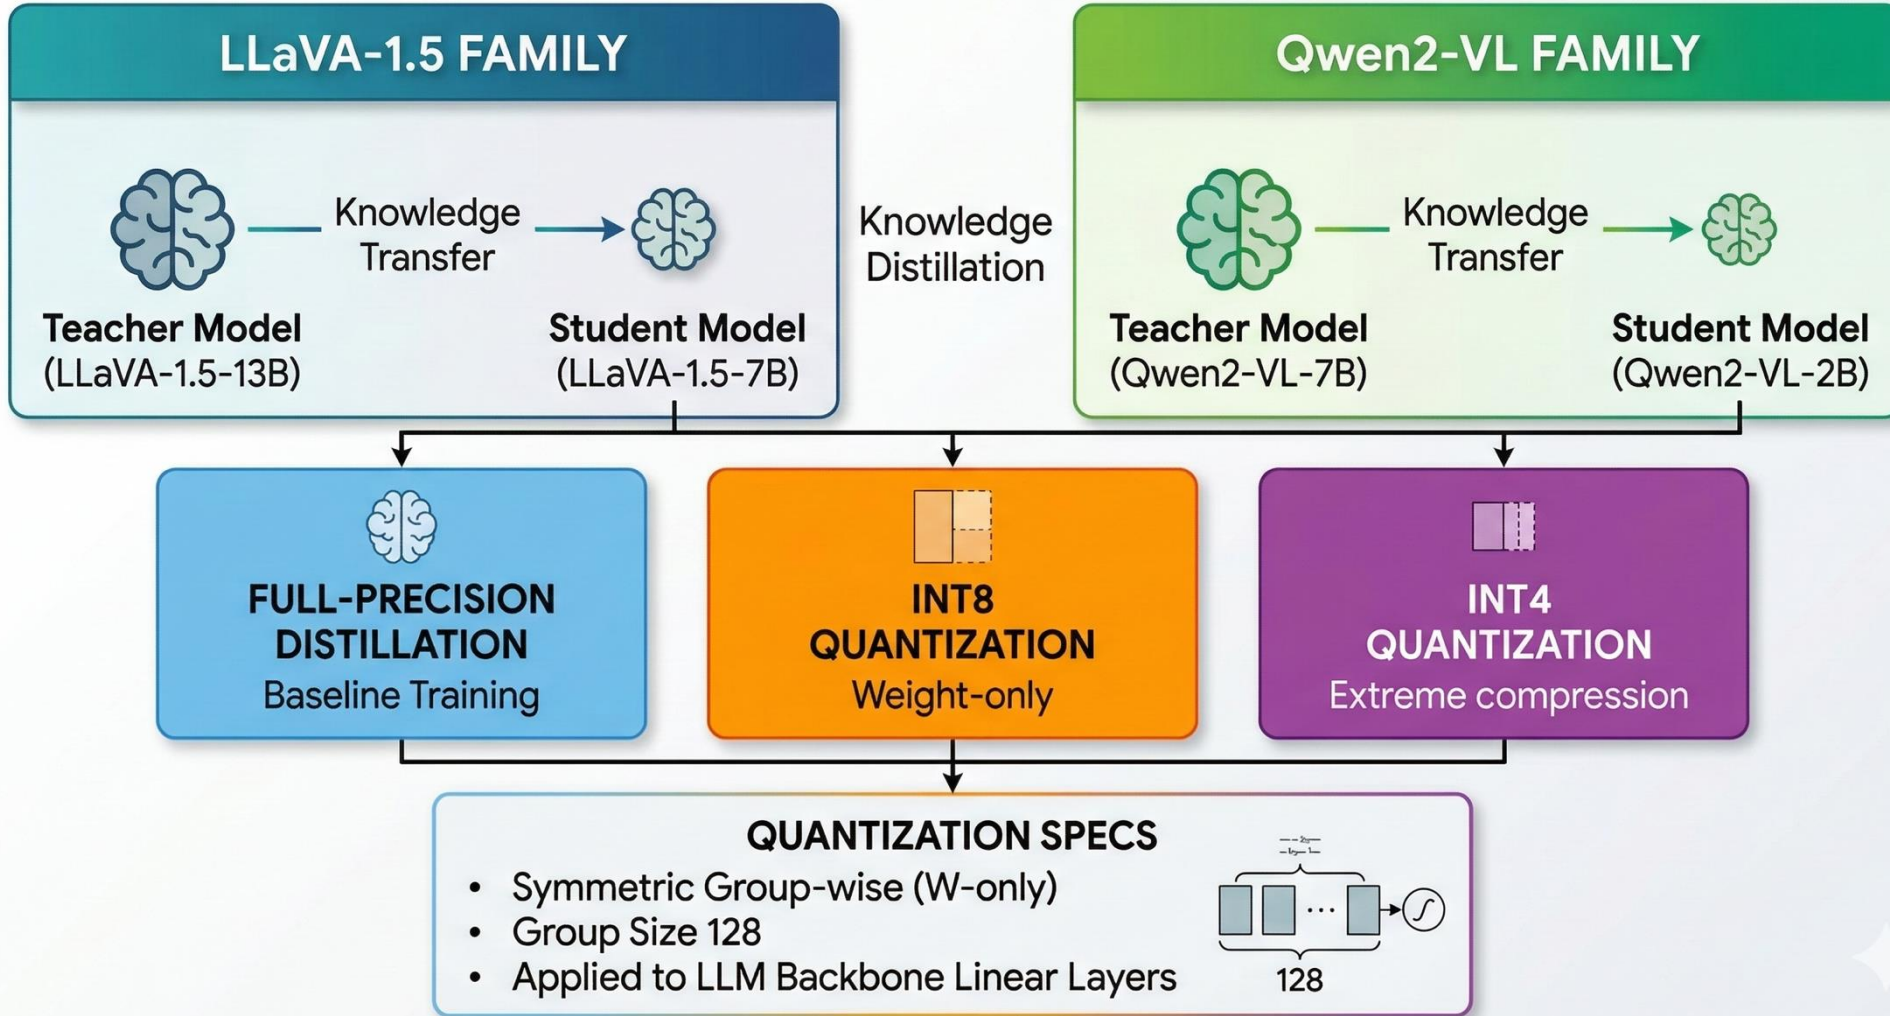 LLaVA-1.5 FAMILY
Knowledge
Transfer
Teacher Model
(LLaVA-1.5-13B)
Student Model
(LLaVA-1.5-7B)
Knowledge
Distillation
Qwen2-VL FAMILY
Knowledge
Transfer
Teacher Model
(Qwen2-VL-7B)
Student Model
(Qwen2-VL-2B)
FULL-PRECISION
DISTILLATION
Baseline Training
INT8
QUANTIZATION
Weight-only
INT4
QUANTIZATION
Extreme compression
QUANTIZATION SPECS
• Symmetric Group-wise (W-only)
• Group Size 128
• Applied to LLM Backbone Linear Layers
...
128